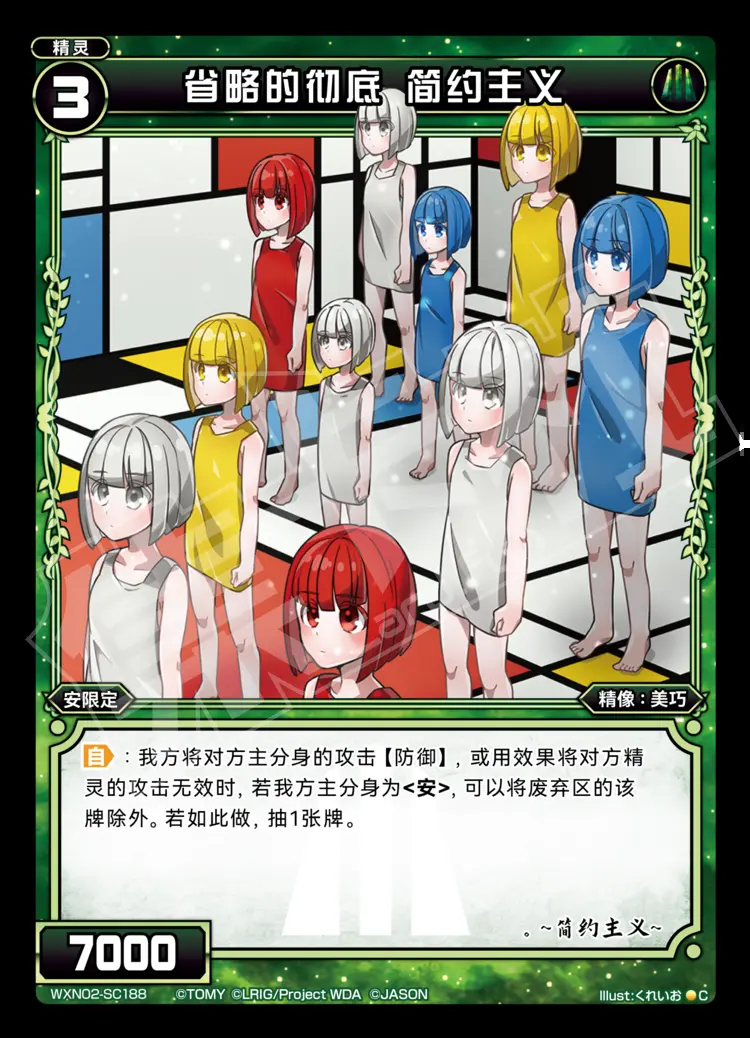 精灵
3
省略的彻底 简约主义
安限定
精像：美巧
自：我方将对方主分身的攻击【防御】，或用效果将对方精
灵的攻击无效时，若我方主分身为<安>，可以将废弃区的该
牌除外。若如此做，抽1张牌。
。~简约主义~
7000
WXN02-SC188 ©TOMY ©LRIG/Project WDA ©JASON
Illust:くれいお C